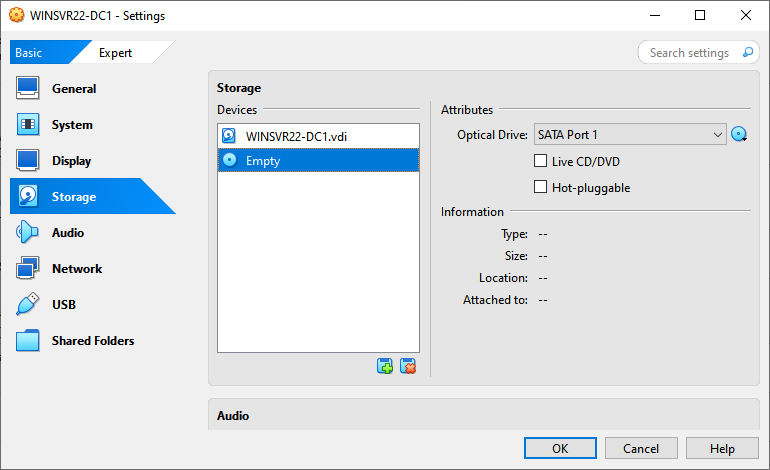 WINSVR22-DC1 - Settings
Basic Expert Search settings
General
System
Display
Storage
Audio
Network
USB
Shared Folders
Storage
Devices
WINSVR22-DC1.vdi
Empty
Attributes
Optical Drive: SATA Port 1
Live CD/DVD
Hot-pluggable
Information
Type: --
Size: --
Location: --
Attached to: --
Audio
OK Cancel Help